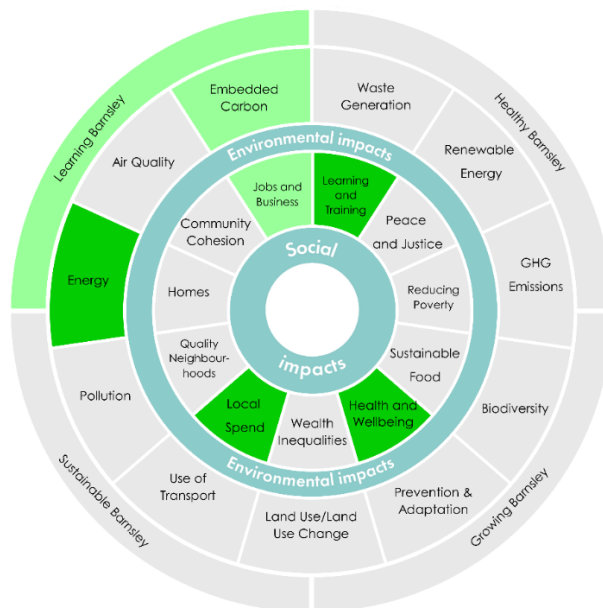 Learning Barnsley
Healthy Barnsley
Growing Barnsley
Sustainable Barnsley
Embedded
Carbon
Waste
Generation
Renewable
Energy
GHG
Emissions
Biodiversity
Prevention &
Adaptation
Land Use/Land
Use Change
Use of
Transport
Pollution
Energy
Air Quality
Environmental impacts
Environmental impacts
Jobs and
Business
Learning
and
Training
Peace
and Justice
Reducing
Poverty
Sustainable
Food
Health and
Wellbeing
Wealth
Inequalities
Local
Spend
Quality
Neighbour-
hoods
Homes
Community
Cohesion
Social
impacts